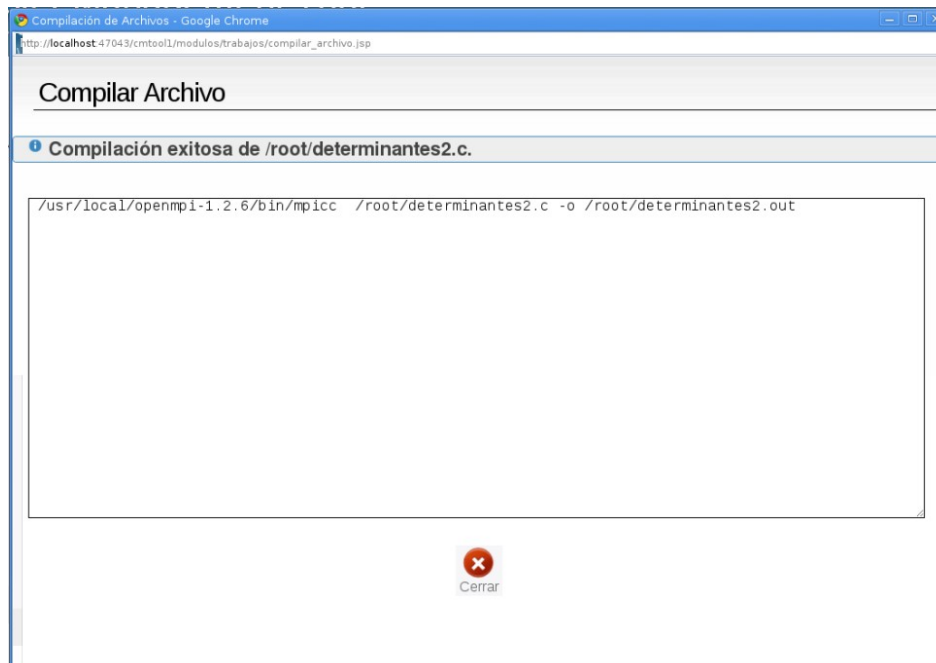 Compilación de Archivos - Google Chrome
http://localhost:47043/cmtool1/modulos/trabajos/compilar_archivo.jsp
Compilar Archivo
Compilación exitosa de /root/determinantes2.c.
/usr/local/openmpi-1.2.6/bin/mpicc /root/determinantes2.c -o /root/determinantes2.out
Cerrar